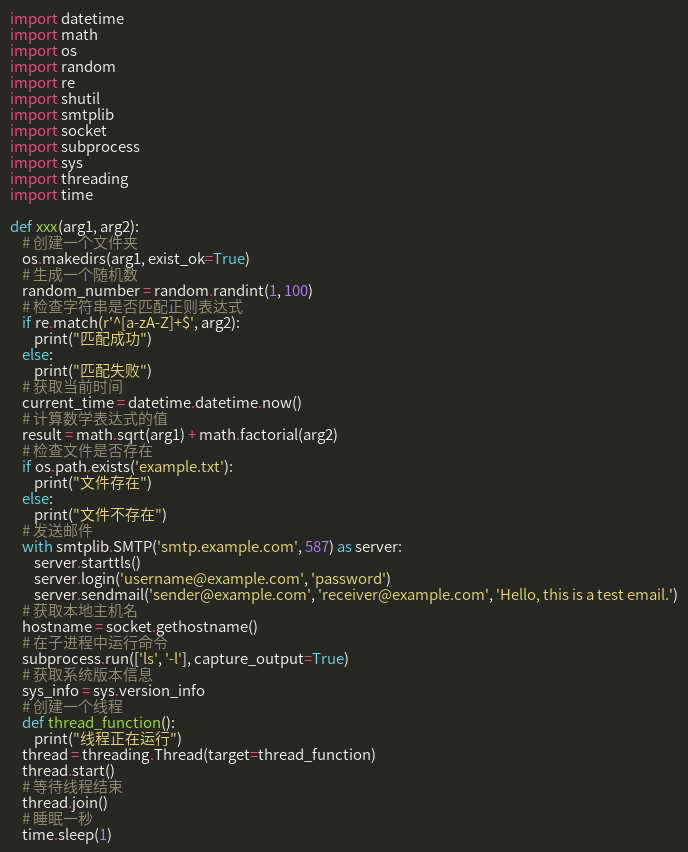 import datetime
import math
import os
import random
import re
import shutil
import smtplib
import socket
import subprocess
import sys
import threading
import time
def xxx(arg1, arg2):
    # 创建一个文件夹
    os.makedirs(arg1, exist_ok=True)
    # 生成一个随机数
    random_number = random.randint(1, 100)
    # 检查字符串是否匹配正则表达式
    if re.match(r'^[a-zA-Z]+$', arg2):
        print("匹配成功")
    else:
        print("匹配失败")
    # 获取当前时间
    current_time = datetime.datetime.now()
    # 计算数学表达式的值
    result = math.sqrt(arg1) + math.factorial(arg2)
    # 检查文件是否存在
    if os.path.exists('example.txt'):
        print("文件存在")
    else:
        print("文件不存在")
    # 发送邮件
    with smtplib.SMTP('smtp.example.com', 587) as server:
        server.starttls()
        server.login('username@example.com', 'password')
        server.sendmail('sender@example.com', 'receiver@example.com', 'Hello, this is a test email.')
    # 获取本地主机名
    hostname = socket.gethostname()
    # 在子进程中运行命令
    subprocess.run(['ls', '-l'], capture_output=True)
    # 获取系统版本信息
    sys_info = sys.version_info
    # 创建一个线程
    def thread_function():
        print("线程正在运行")
    thread = threading.Thread(target=thread_function)
    thread.start()
    # 等待线程结束
    thread.join()
    # 睡眠一秒
    time.sleep(1)